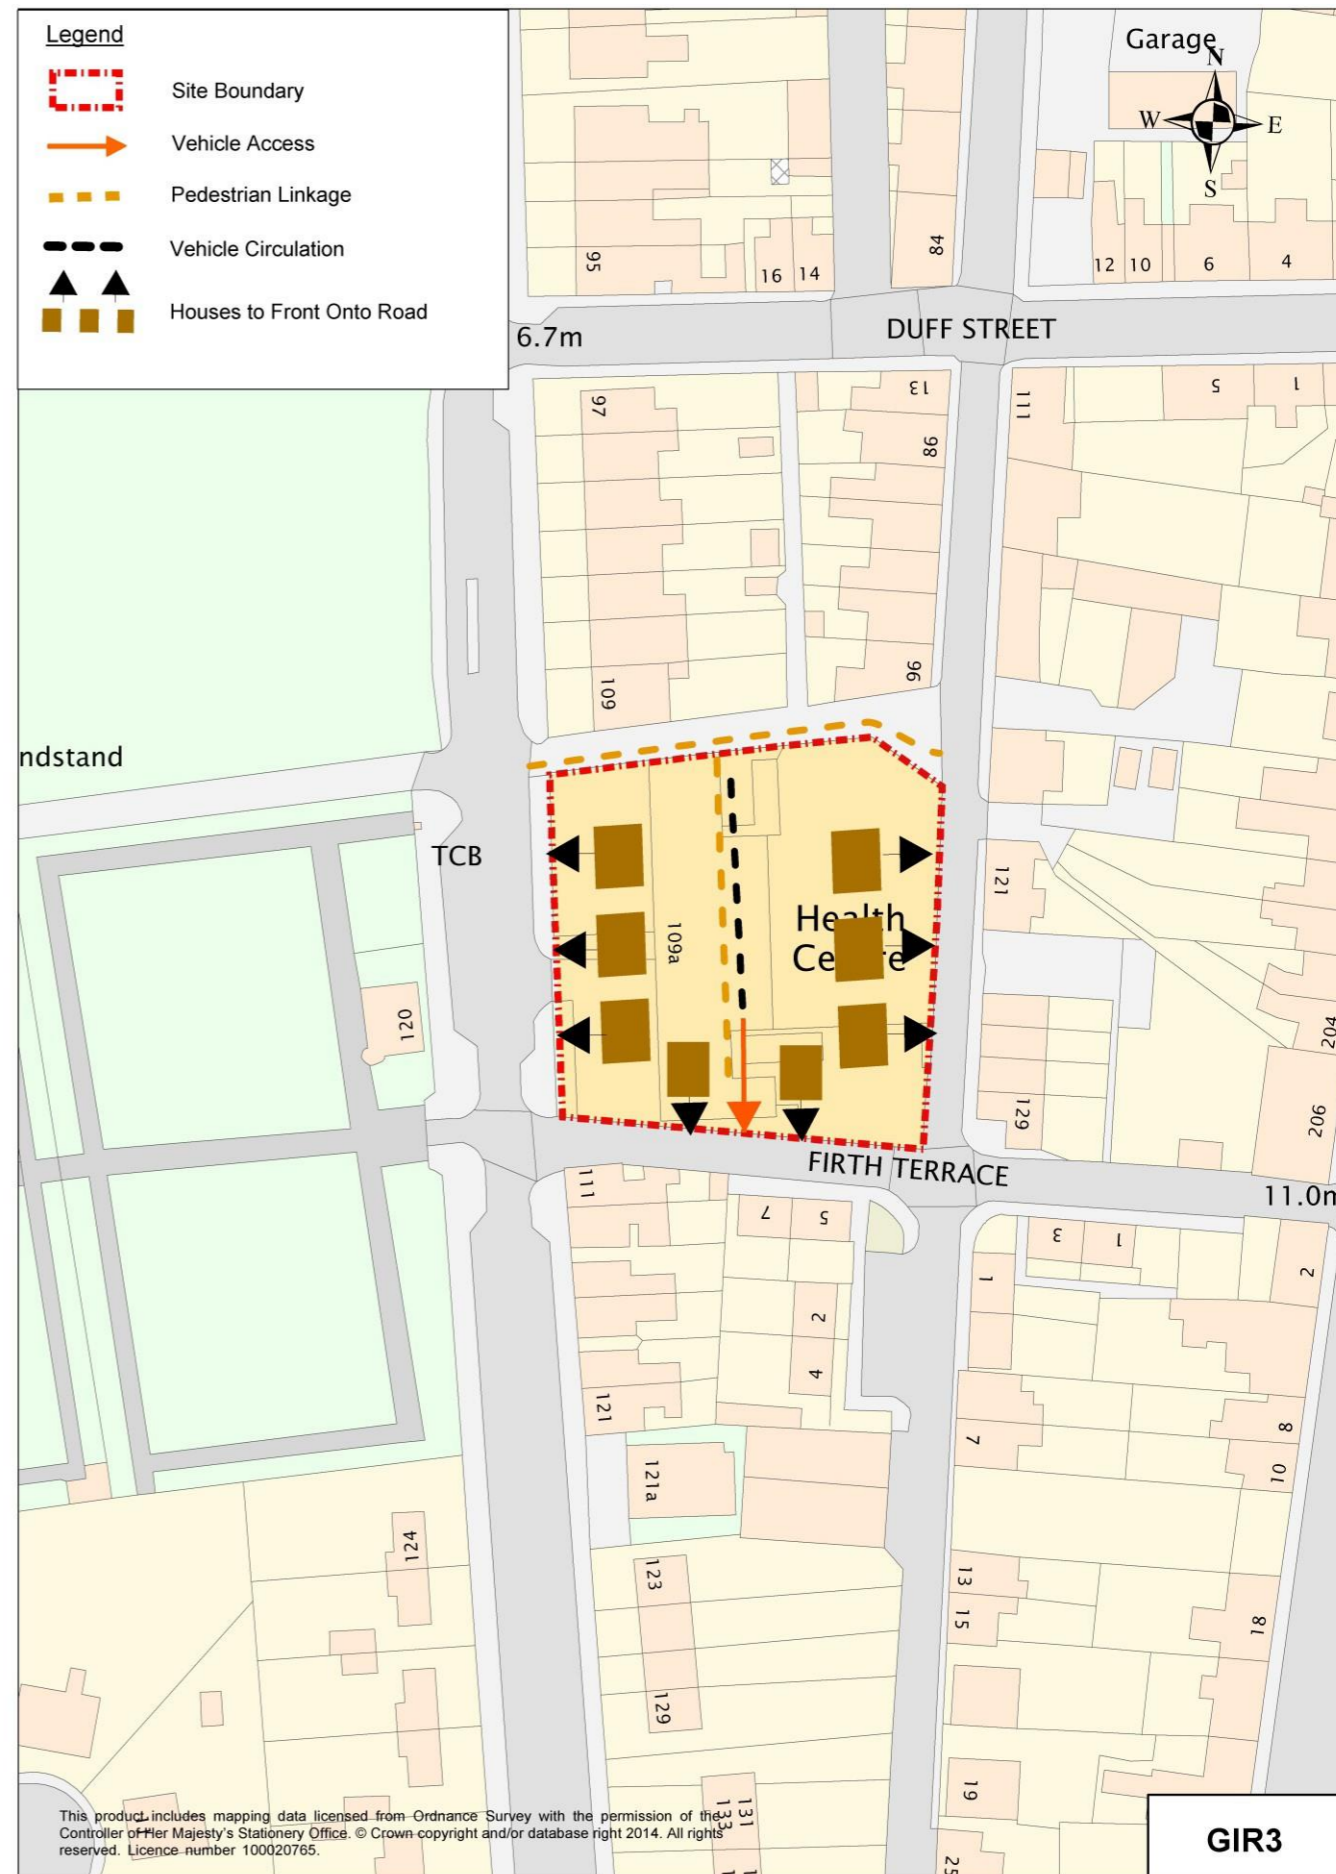 Legend
Site Boundary
Vehicle Access
Pedestrian Linkage
Vehicle Circulation
Houses to Front Onto Road
Garage
N
W
E
S
95
16
14
84
12
10
6
4
6.7m
DUFF STREET
97
13
86
111
5
1
109
96
ndstand
TCB
109a
Health
Centre
121
120
204
129
206
FIRTH TERRACE
11.0m
111
7
5
3
1
2
1
2
4
121
7
8
10
121a
124
123
13
15
18
129
19
131
133
25
This product includes mapping data licensed from Ordnance Survey with the permission of the
Controller of Her Majesty's Stationery Office. © Crown copyright and/or database right 2014. All rights
reserved. Licence number 100020765.
GIR3